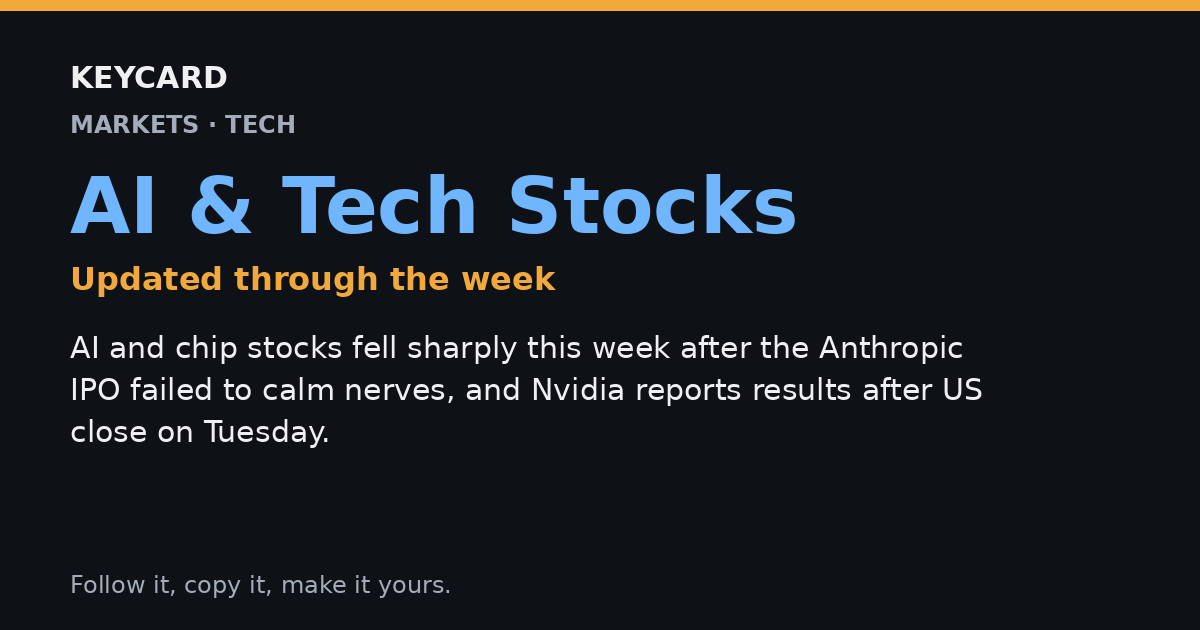 KEYCARD
MARKETS · TECH
AI & Tech Stocks
Updated through the week
AI and chip stocks fell sharply this week after the Anthropic
IPO failed to calm nerves, and Nvidia reports results after US
close on Tuesday.
Follow it, copy it, make it yours.